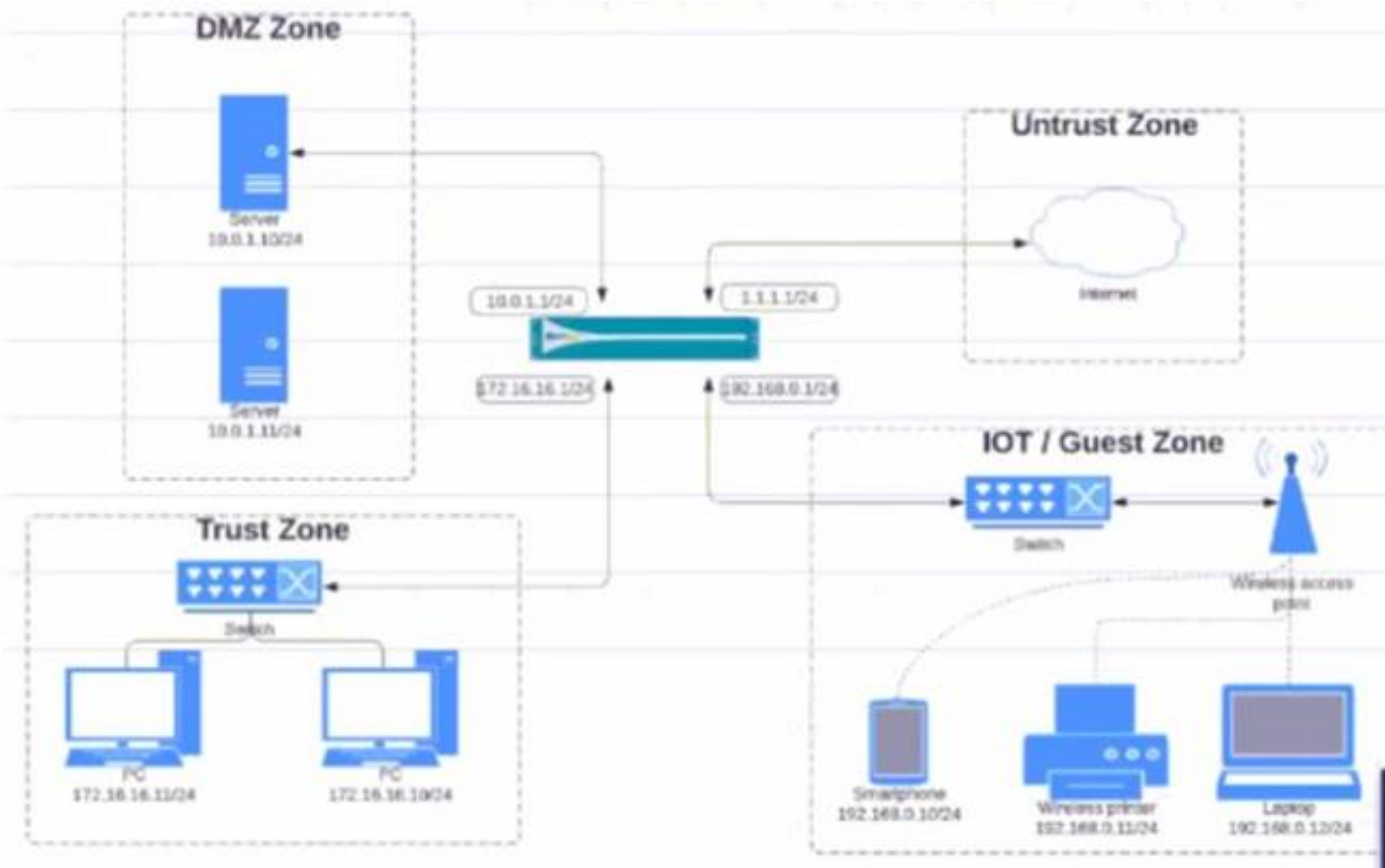 DMZ Zone
Server
10.0.1.10/24
Server
10.0.1.11/24
Untrust Zone
Internet
10.0.1.1/24
1.1.1.1/24
172.16.16.1/24
192.168.0.1/24
Trust Zone
Switch
PC
172.16.16.11/24
PC
172.16.16.10/24
IOT / Guest Zone
Switch
Wireless access
point
Smartphone
192.168.0.10/24
Wireless printer
192.168.0.11/24
Laptop
192.168.0.12/24